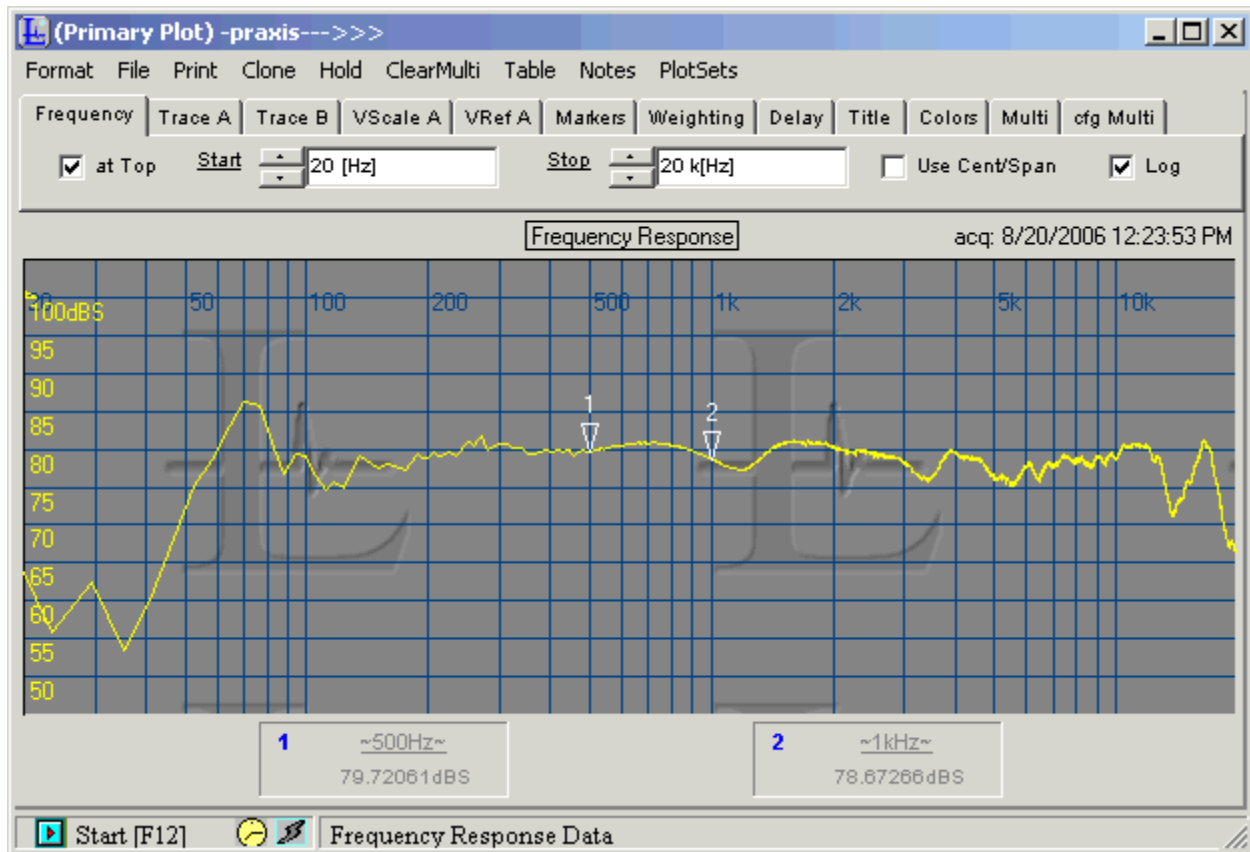 (Primary Plot) -praxis--->>>
Format File Print Clone Hold ClearMulti Table Notes PlotSets
Frequency Trace A Trace B VScale A VRef A Markers Weighting Delay Title Colors Multi cfg Multi
at Top Start 20 [Hz] Stop 20 k[Hz] Use Cent/Span Log
Frequency Response acq: 8/20/2006 12:23:53 PM
20 50 100 200 500 1k 2k 5k 10k
100dBS
95
90
85
80
75
70
65
60
55
50
1 2
1 ~500Hz~ 2 ~1kHz~
79.72061dBS 78.67266dBS
Start [F12] Frequency Response Data